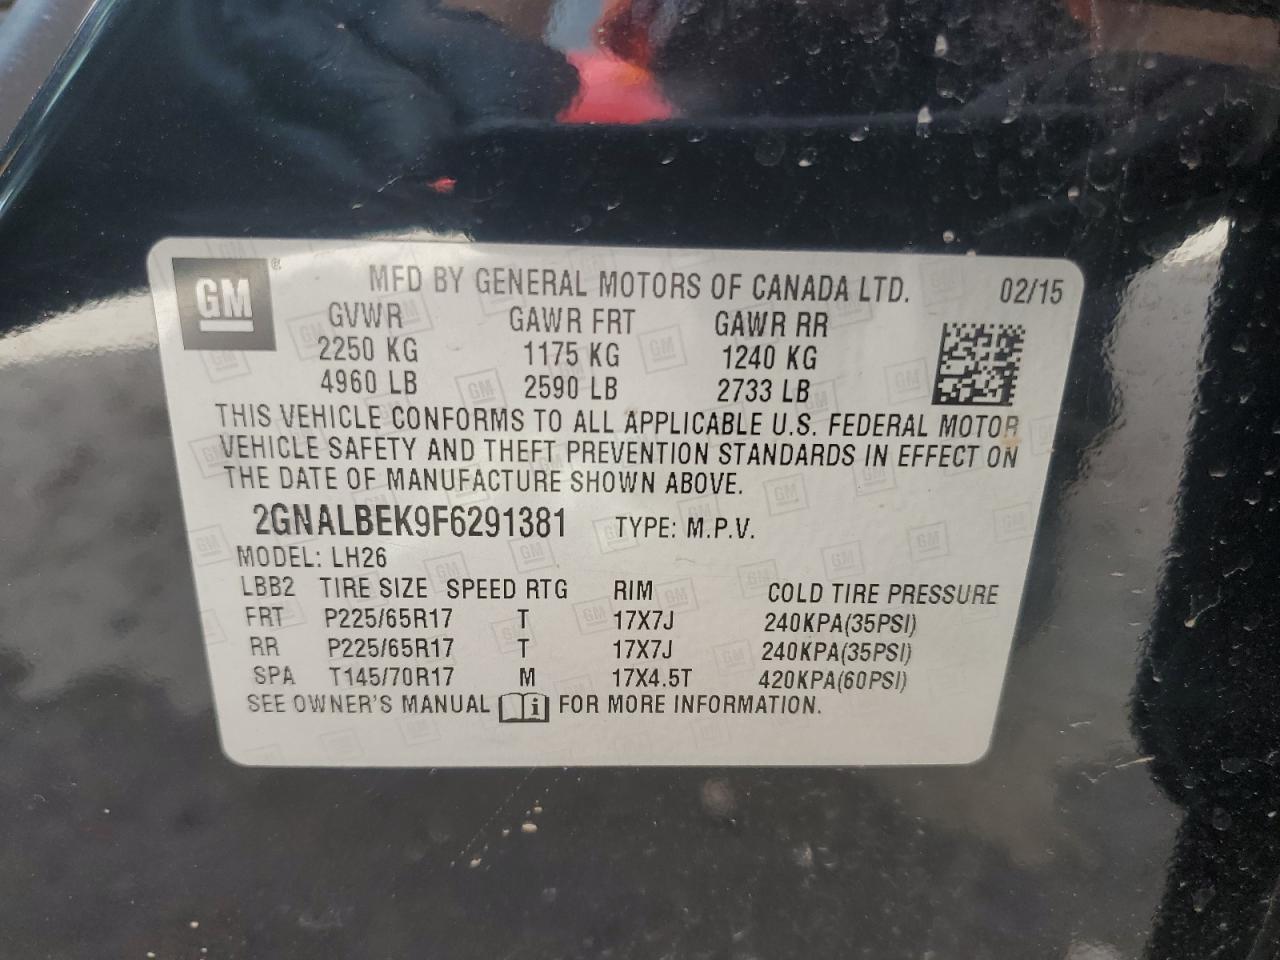 GM
MFD BY GENERAL MOTORS OF CANADA LTD. 02/15
GVWR GAWR FRT GAWR RR
2250 KG 1175 KG 1240 KG
4960 LB 2590 LB 2733 LB
THIS VEHICLE CONFORMS TO ALL APPLICABLE U.S. FEDERAL MOTOR
VEHICLE SAFETY AND THEFT PREVENTION STANDARDS IN EFFECT ON
THE DATE OF MANUFACTURE SHOWN ABOVE.
2GNALBEK9F6291381 TYPE: M.P.V.
MODEL: LH26
LBB2 TIRE SIZE SPEED RTG RIM COLD TIRE PRESSURE
FRT P225/65R17 T 17X7J 240KPA(35PSI)
RR P225/65R17 T 17X7J 240KPA(35PSI)
SPA T145/70R17 M 17X4.5T 420KPA(60PSI)
SEE OWNER'S MANUAL i FOR MORE INFORMATION.